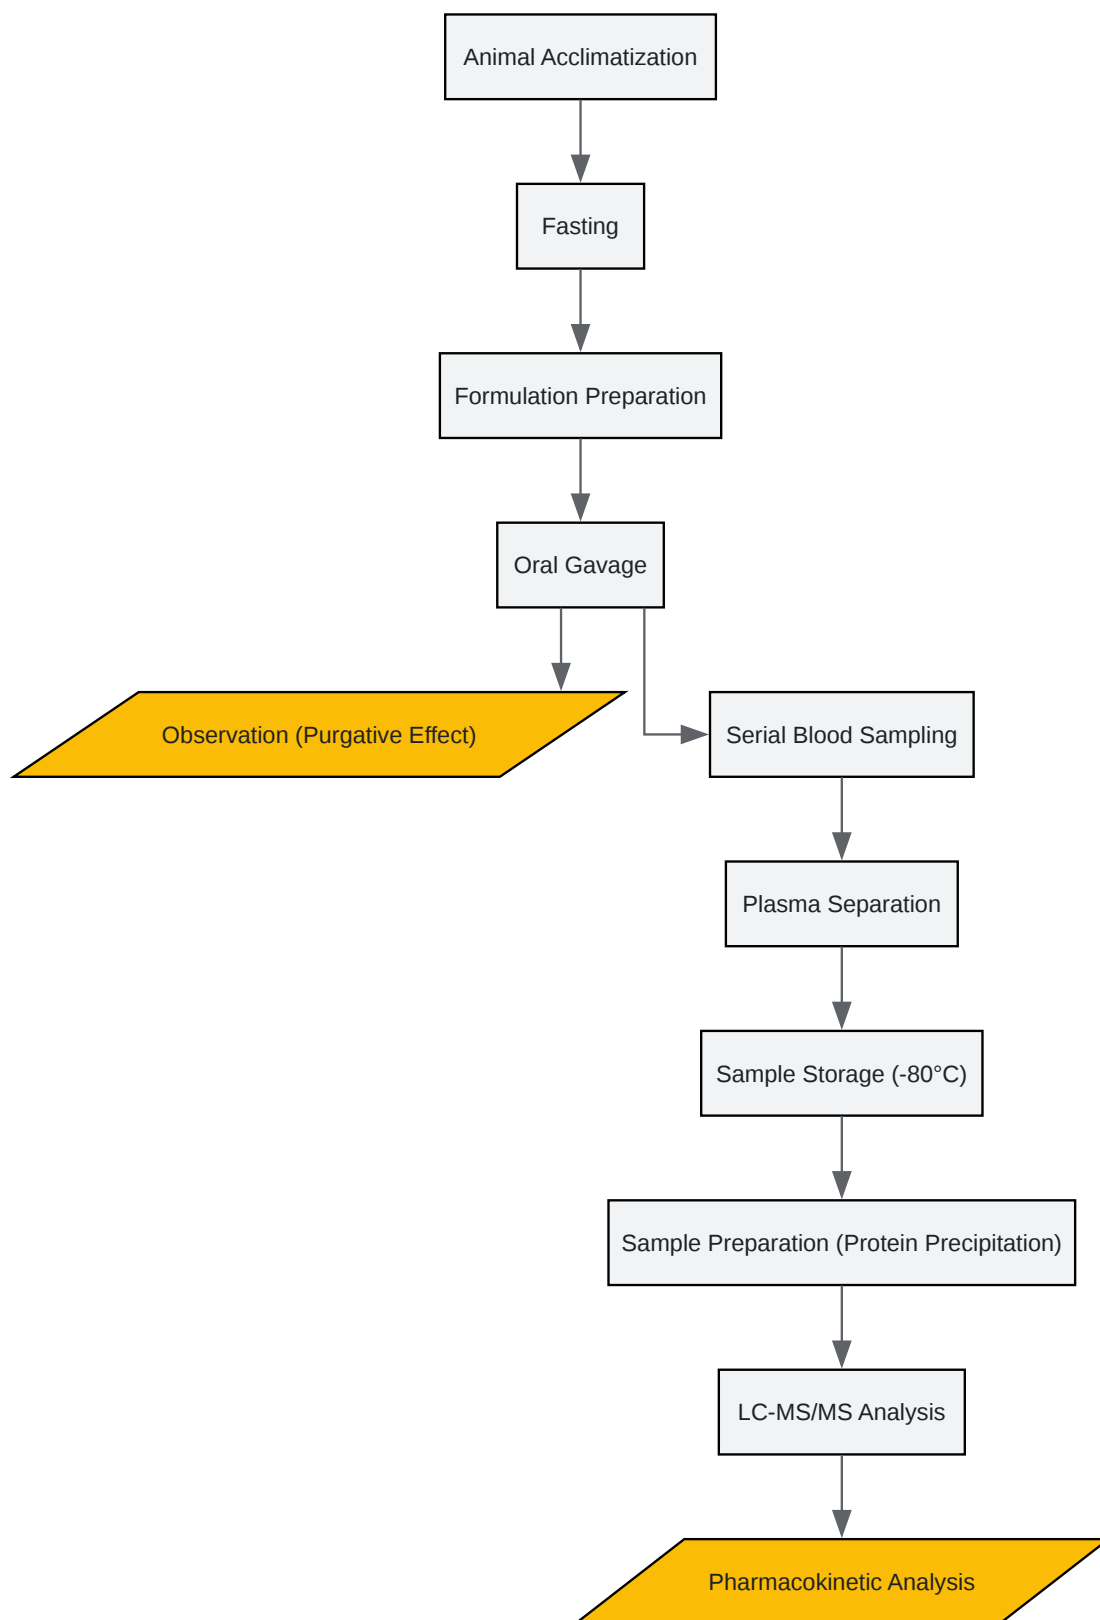 Animal Acclimatization
Fasting
Formulation Preparation
Oral Gavage
Observation (Purgative Effect)
Serial Blood Sampling
Plasma Separation
Sample Storage (-80°C)
Sample Preparation (Protein Precipitation)
LC-MS/MS Analysis
Pharmacokinetic Analysis